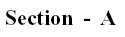 Section - A